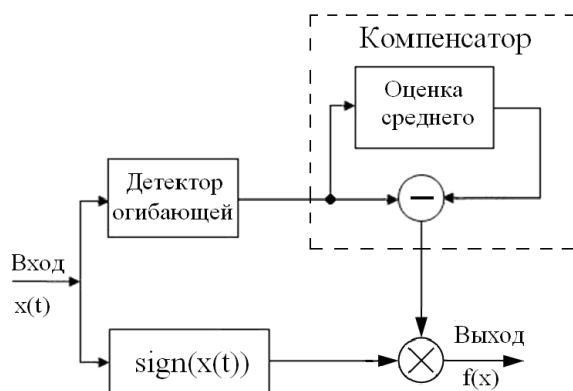 Компенсатор
Оценка
среднего
Детектор
огибающей
Вход
x(t)
sign(x(t))
Выход
f(x)